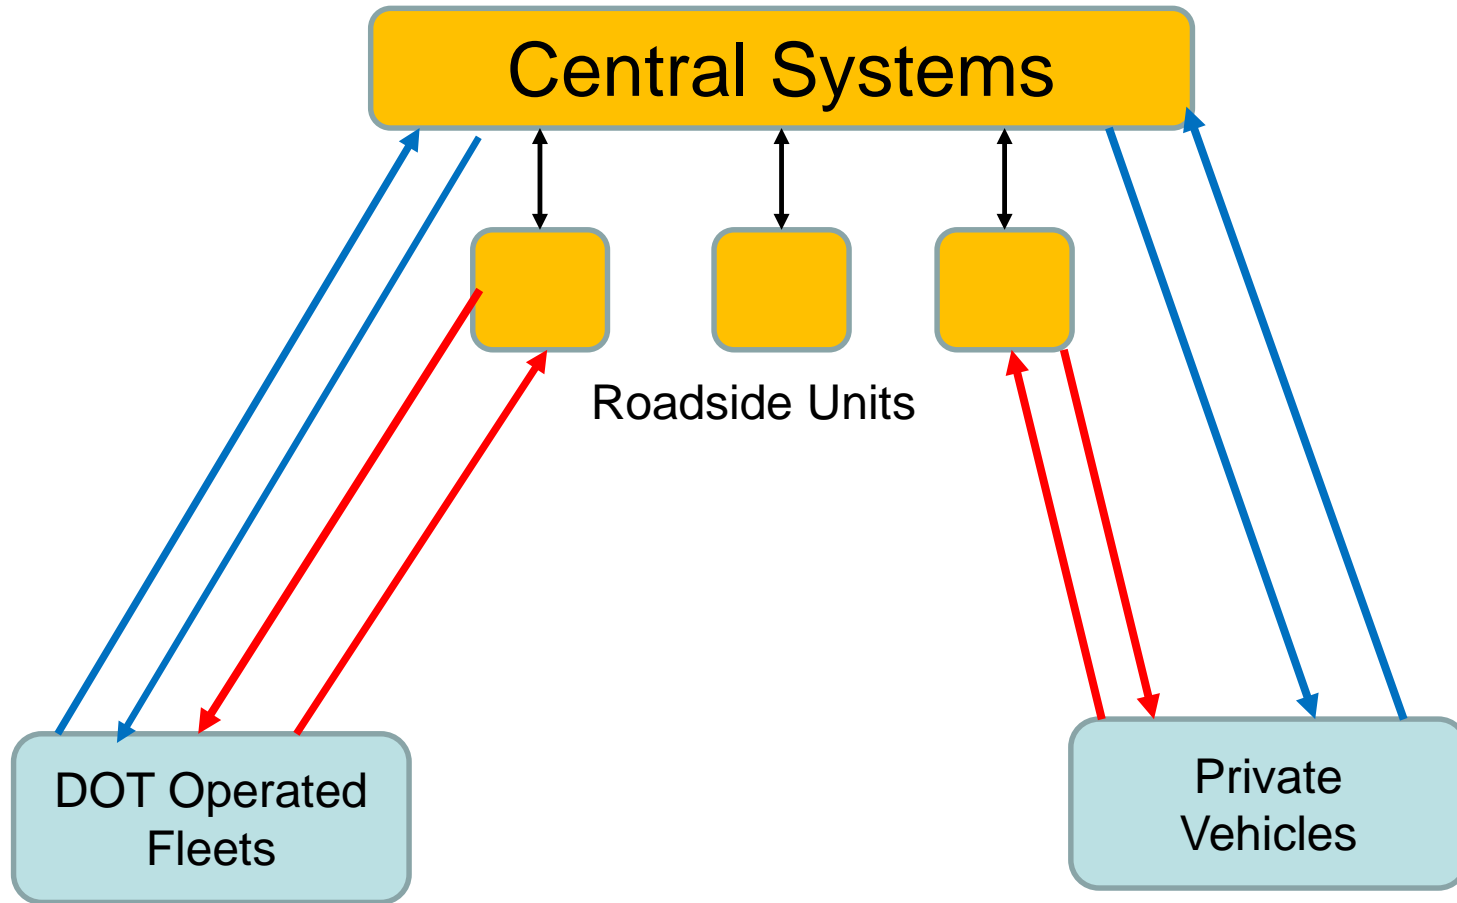 Central Systems
Roadside Units
DOT Operated
Fleets
Private
Vehicles